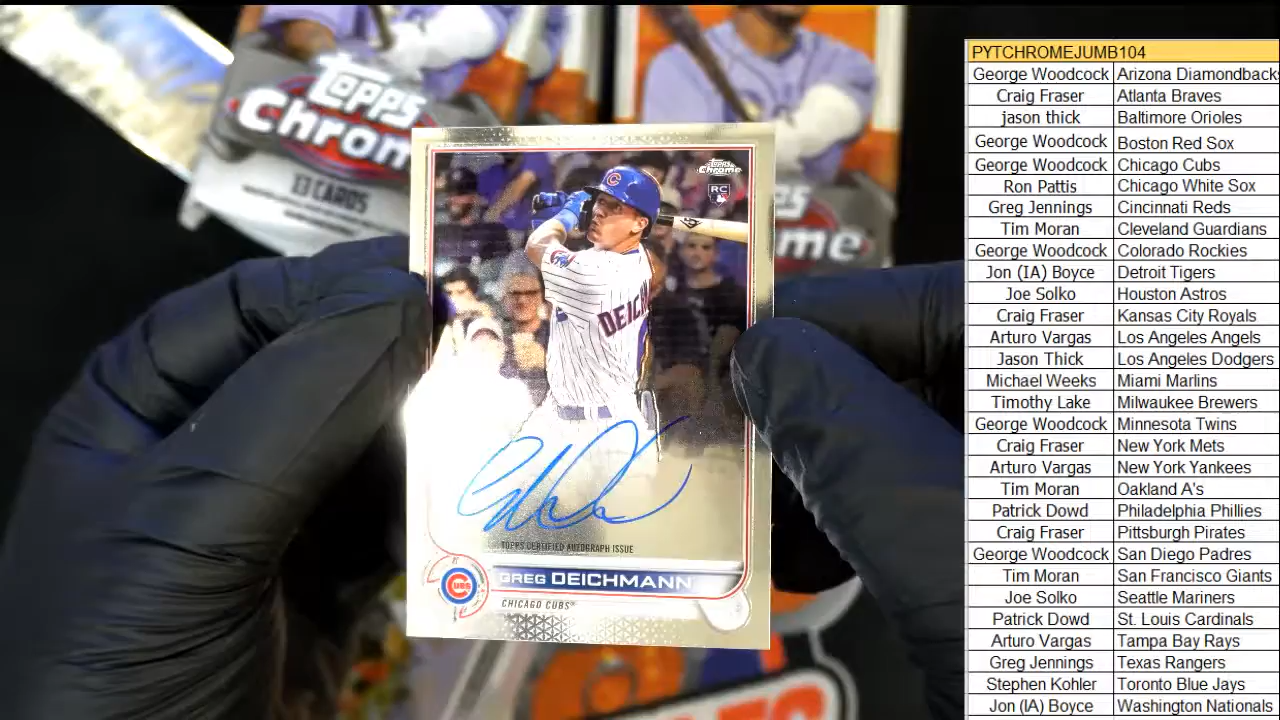 Topps
Chrom
13 CARDS
ps
me
Topps
Chrome
RC
DEICH
TOPPS CERTIFIED AUTOGRAPH ISSUE
CUBS
GREG DEICHMANN
CHICAGO CUBS
PYTCHROMEJUMB104
George Woodcock Arizona Diamondback
Craig Fraser Atlanta Braves
jason thick Baltimore Orioles
George Woodcock Boston Red Sox
George Woodcock Chicago Cubs
Ron Pattis Chicago White Sox
Greg Jennings Cincinnati Reds
Tim Moran Cleveland Guardians
George Woodcock Colorado Rockies
Jon (IA) Boyce Detroit Tigers
Joe Solko Houston Astros
Craig Fraser Kansas City Royals
Arturo Vargas Los Angeles Angels
Jason Thick Los Angeles Dodgers
Michael Weeks Miami Marlins
Timothy Lake Milwaukee Brewers
George Woodcock Minnesota Twins
Craig Fraser New York Mets
Arturo Vargas New York Yankees
Tim Moran Oakland A's
Patrick Dowd Philadelphia Phillies
Craig Fraser Pittsburgh Pirates
George Woodcock San Diego Padres
Tim Moran San Francisco Giants
Joe Solko Seattle Mariners
Patrick Dowd St. Louis Cardinals
Arturo Vargas Tampa Bay Rays
Greg Jennings Texas Rangers
Stephen Kohler Toronto Blue Jays
Jon (IA) Boyce Washington Nationals